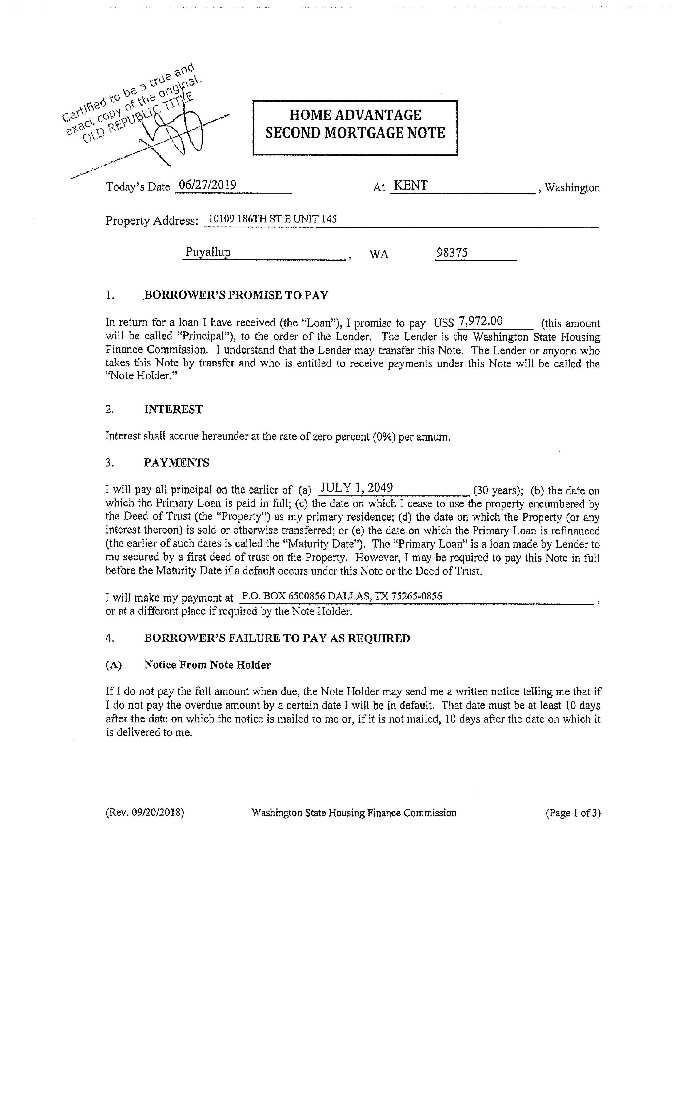 Certified to be a true and
exact copy of the original.
OLD REPUBLIC TITLE
HOME ADVANTAGE
SECOND MORTGAGE NOTE
Today's Date 06/27/2019 At KENT , Washington
Property Address: 10109 186TH ST E UNIT 145
Puyallup , WA 98375
1. BORROWER'S PROMISE TO PAY
In return for a loan I have received (the "Loan"), I promise to pay US$ 7,972.00 (this amount
will be called "Principal"), to the order of the Lender. The Lender is the Washington State Housing
Finance Commission. I understand that the Lender may transfer this Note. The Lender or anyone who
takes this Note by transfer and who is entitled to receive payments under this Note will be called the
"Note Holder."
2. INTEREST
Interest shall accrue hereunder at the rate of zero percent (0%) per annum.
3. PAYMENTS
I will pay all principal on the earlier of (a) JULY 1, 2049 (30 years); (b) the date on
which the Primary Loan is paid in full; (c) the date on which I cease to use the property encumbered by
the Deed of Trust (the "Property") as my primary residence; (d) the date on which the Property (or any
interest thereon) is sold or otherwise transferred; or (e) the date on which the Primary Loan is refinanced
(the earlier of such dates is called the "Maturity Date"). The "Primary Loan" is a loan made by Lender to
me secured by a first deed of trust on the Property. However, I may be required to pay this Note in full
before the Maturity Date if a default occurs under this Note or the Deed of Trust.
I will make my payment at P.O. BOX 6500856 DALLAS, TX 75265-0856 ,
or at a different place if required by the Note Holder.
4. BORROWER'S FAILURE TO PAY AS REQUIRED
(A) Notice From Note Holder
If I do not pay the full amount when due, the Note Holder may send me a written notice telling me that if
I do not pay the overdue amount by a certain date I will be in default. That date must be at least 10 days
after the date on which the notice is mailed to me or, if it is not mailed, 10 days after the date on which it
is delivered to me.
(Rev. 09/20/2018) Washington State Housing Finance Commission (Page 1 of 3)